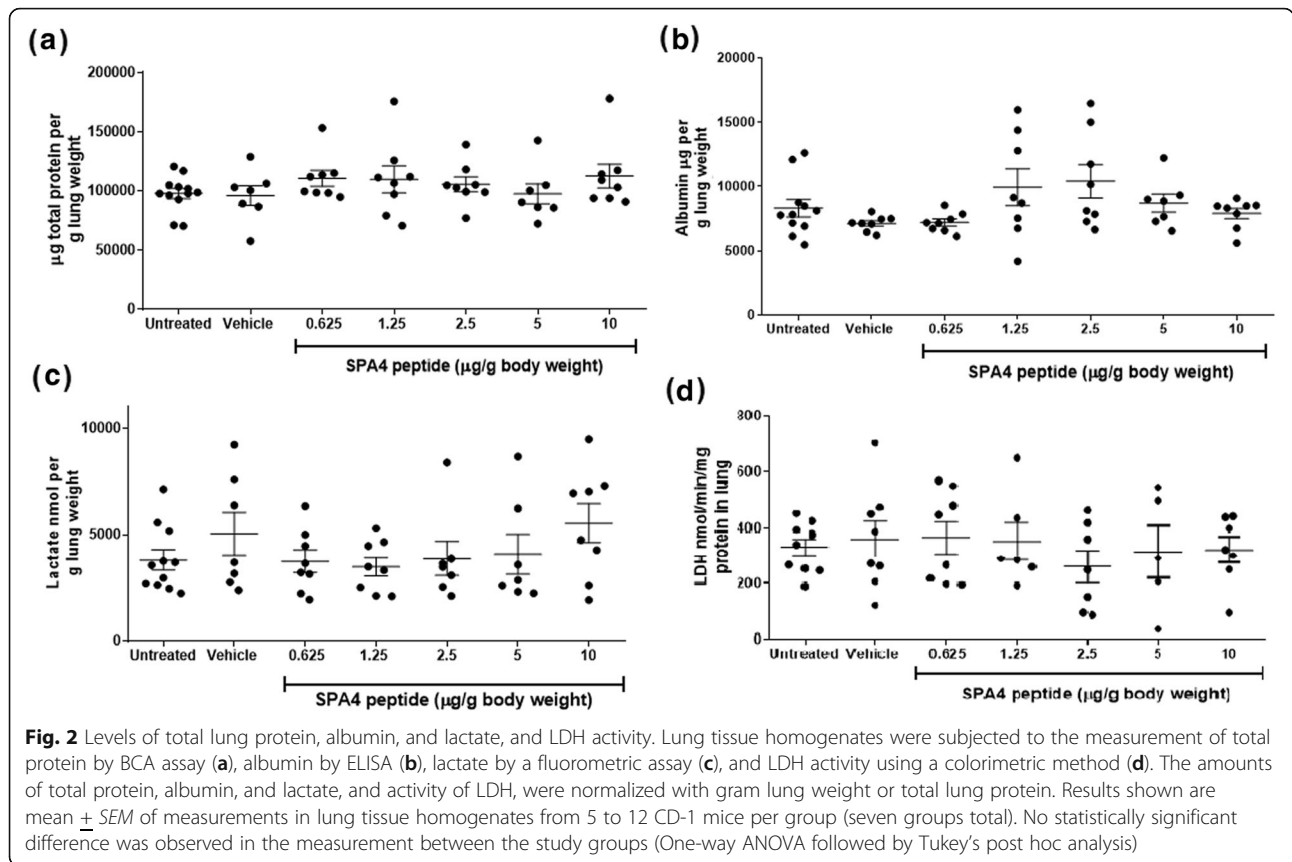 (a)
µg total protein per
g lung weight
200000
150000
100000
50000
0
Untreated Vehicle 0.625 1.25 2.5 5 10
SPA4 peptide (µg/g body weight)
(b)
Albumin µg per
g lung weight
20000
15000
10000
5000
0
Untreated Vehicle 0.625 1.25 2.5 5 10
SPA4 peptide (µg/g body weight)
(c)
Lactate nmol per
g lung weight
10000
5000
0
Untreated Vehicle 0.625 1.25 2.5 5 10
SPA4 peptide (µg/g body weight)
(d)
LDH nmol/min/mg
protein in lung
800
600
400
200
0
Untreated Vehicle 0.625 1.25 2.5 5 10
SPA4 peptide (µg/g body weight)
Fig. 2 Levels of total lung protein, albumin, and lactate, and LDH activity. Lung tissue homogenates were subjected to the measurement of total
protein by BCA assay (a), albumin by ELISA (b), lactate by a fluorometric assay (c), and LDH activity using a colorimetric method (d). The amounts
of total protein, albumin, and lactate, and activity of LDH, were normalized with gram lung weight or total lung protein. Results shown are
mean + SEM of measurements in lung tissue homogenates from 5 to 12 CD-1 mice per group (seven groups total). No statistically significant
difference was observed in the measurement between the study groups (One-way ANOVA followed by Tukey's post hoc analysis)